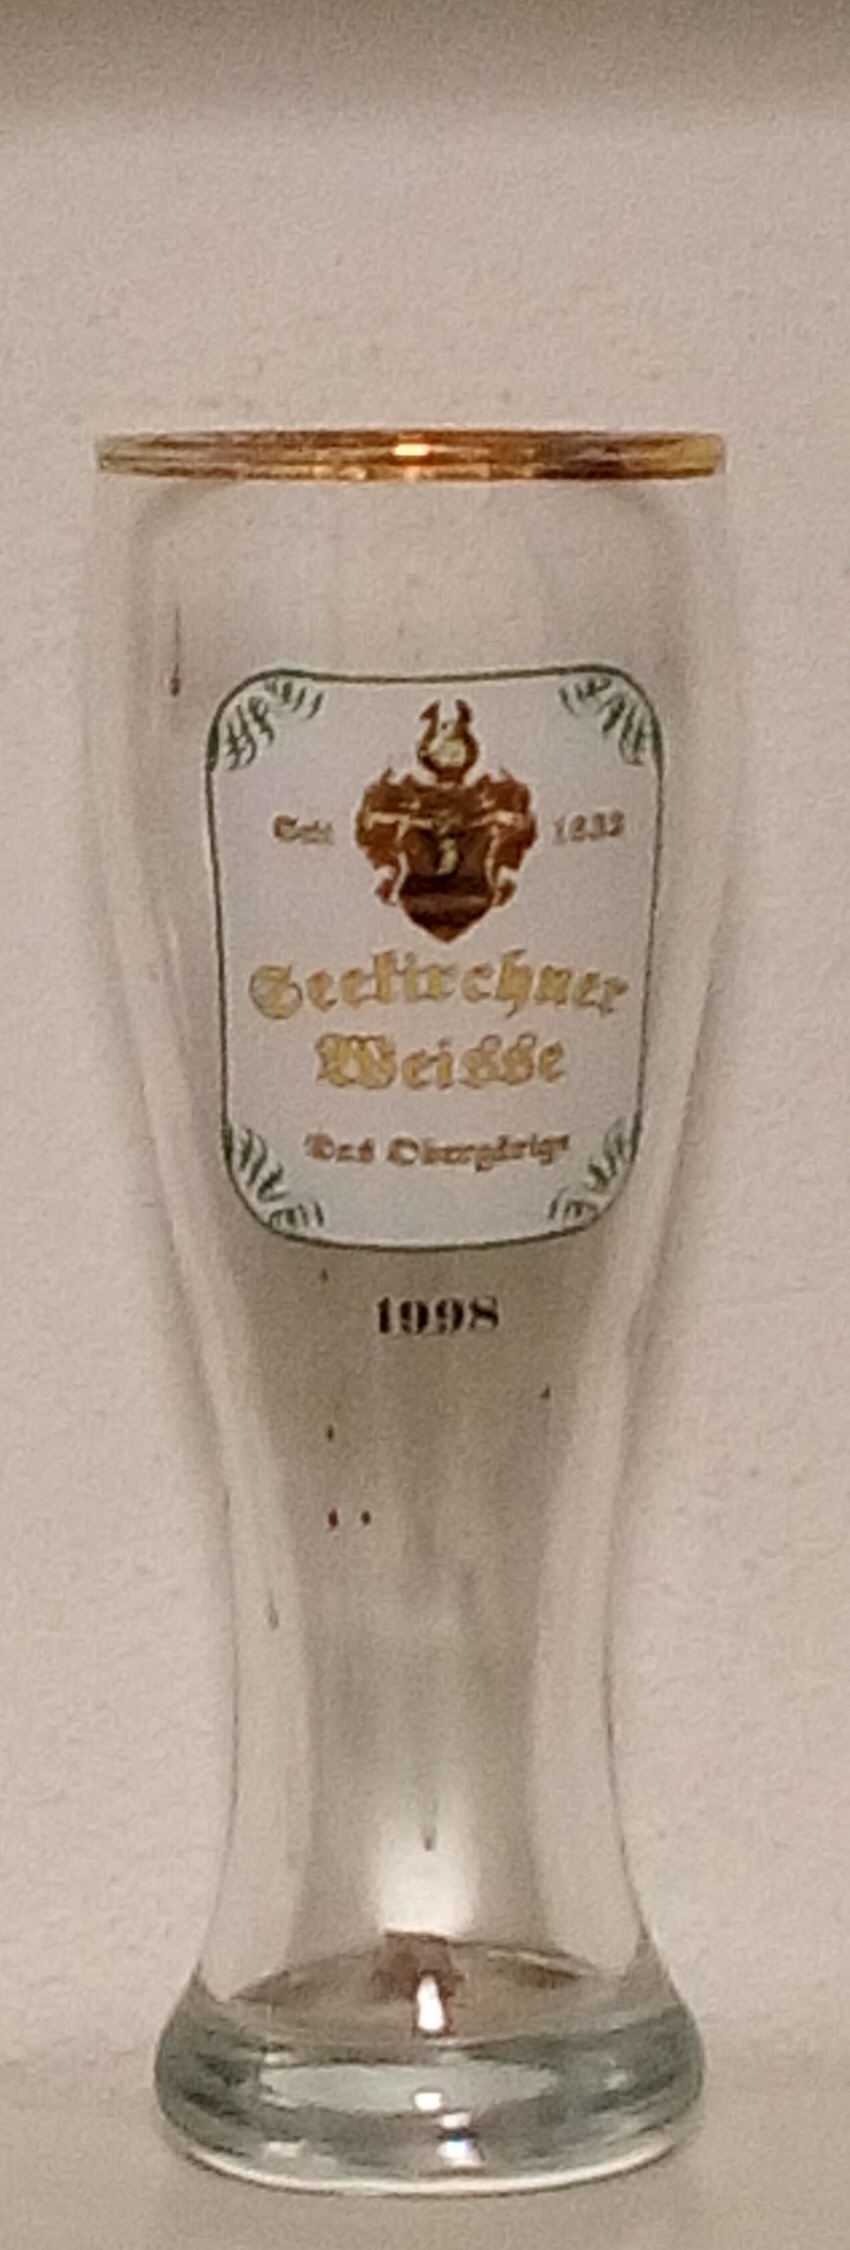 Seit
Seekirchner
Weisse
Das Obergärige
1998